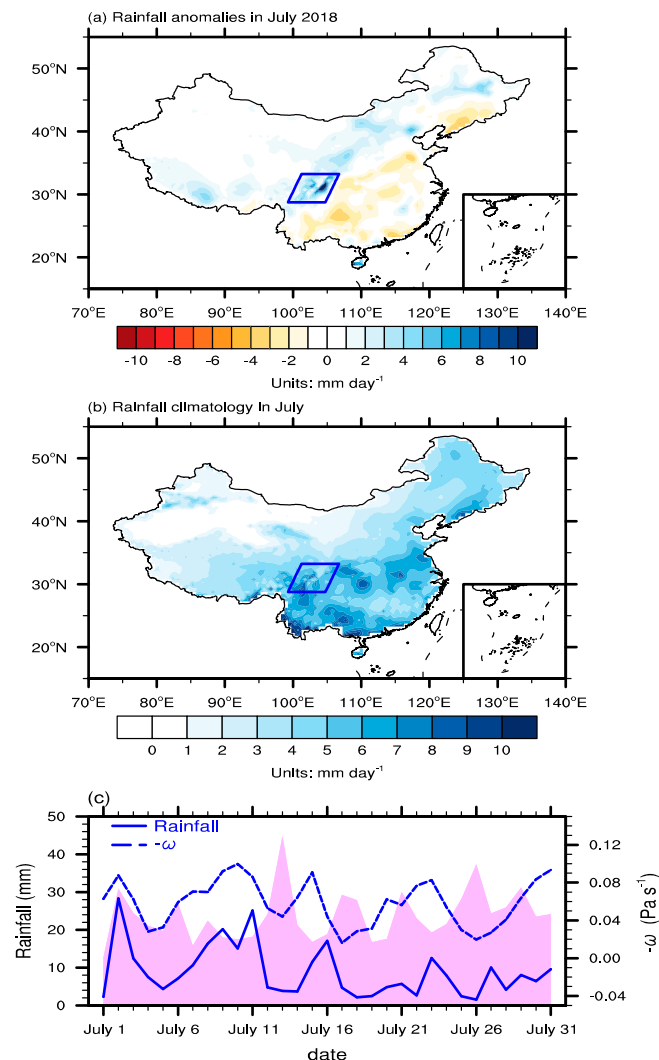 (a) Rainfall anomalies in July 2018
50°N
40°N
30°N
20°N
70°E 80°E 90°E 100°E 110°E 120°E 130°E 140°E
-10 -8 -6 -4 -2 0 2 4 6 8 10
Units: mm day⁻¹
(b) Rainfall climatology in July
50°N
40°N
30°N
20°N
70°E 80°E 90°E 100°E 110°E 120°E 130°E 140°E
0 1 2 3 4 5 6 7 8 9 10
Units: mm day⁻¹
(c)
50
40
30
20
10
0
Rainfall (mm)
Rainfall
-ω
0.12
0.08
0.04
0.00
-0.04
-ω (Pa s⁻¹)
July 1 July 6 July 11 July 16 July 21 July 26 July 31
date